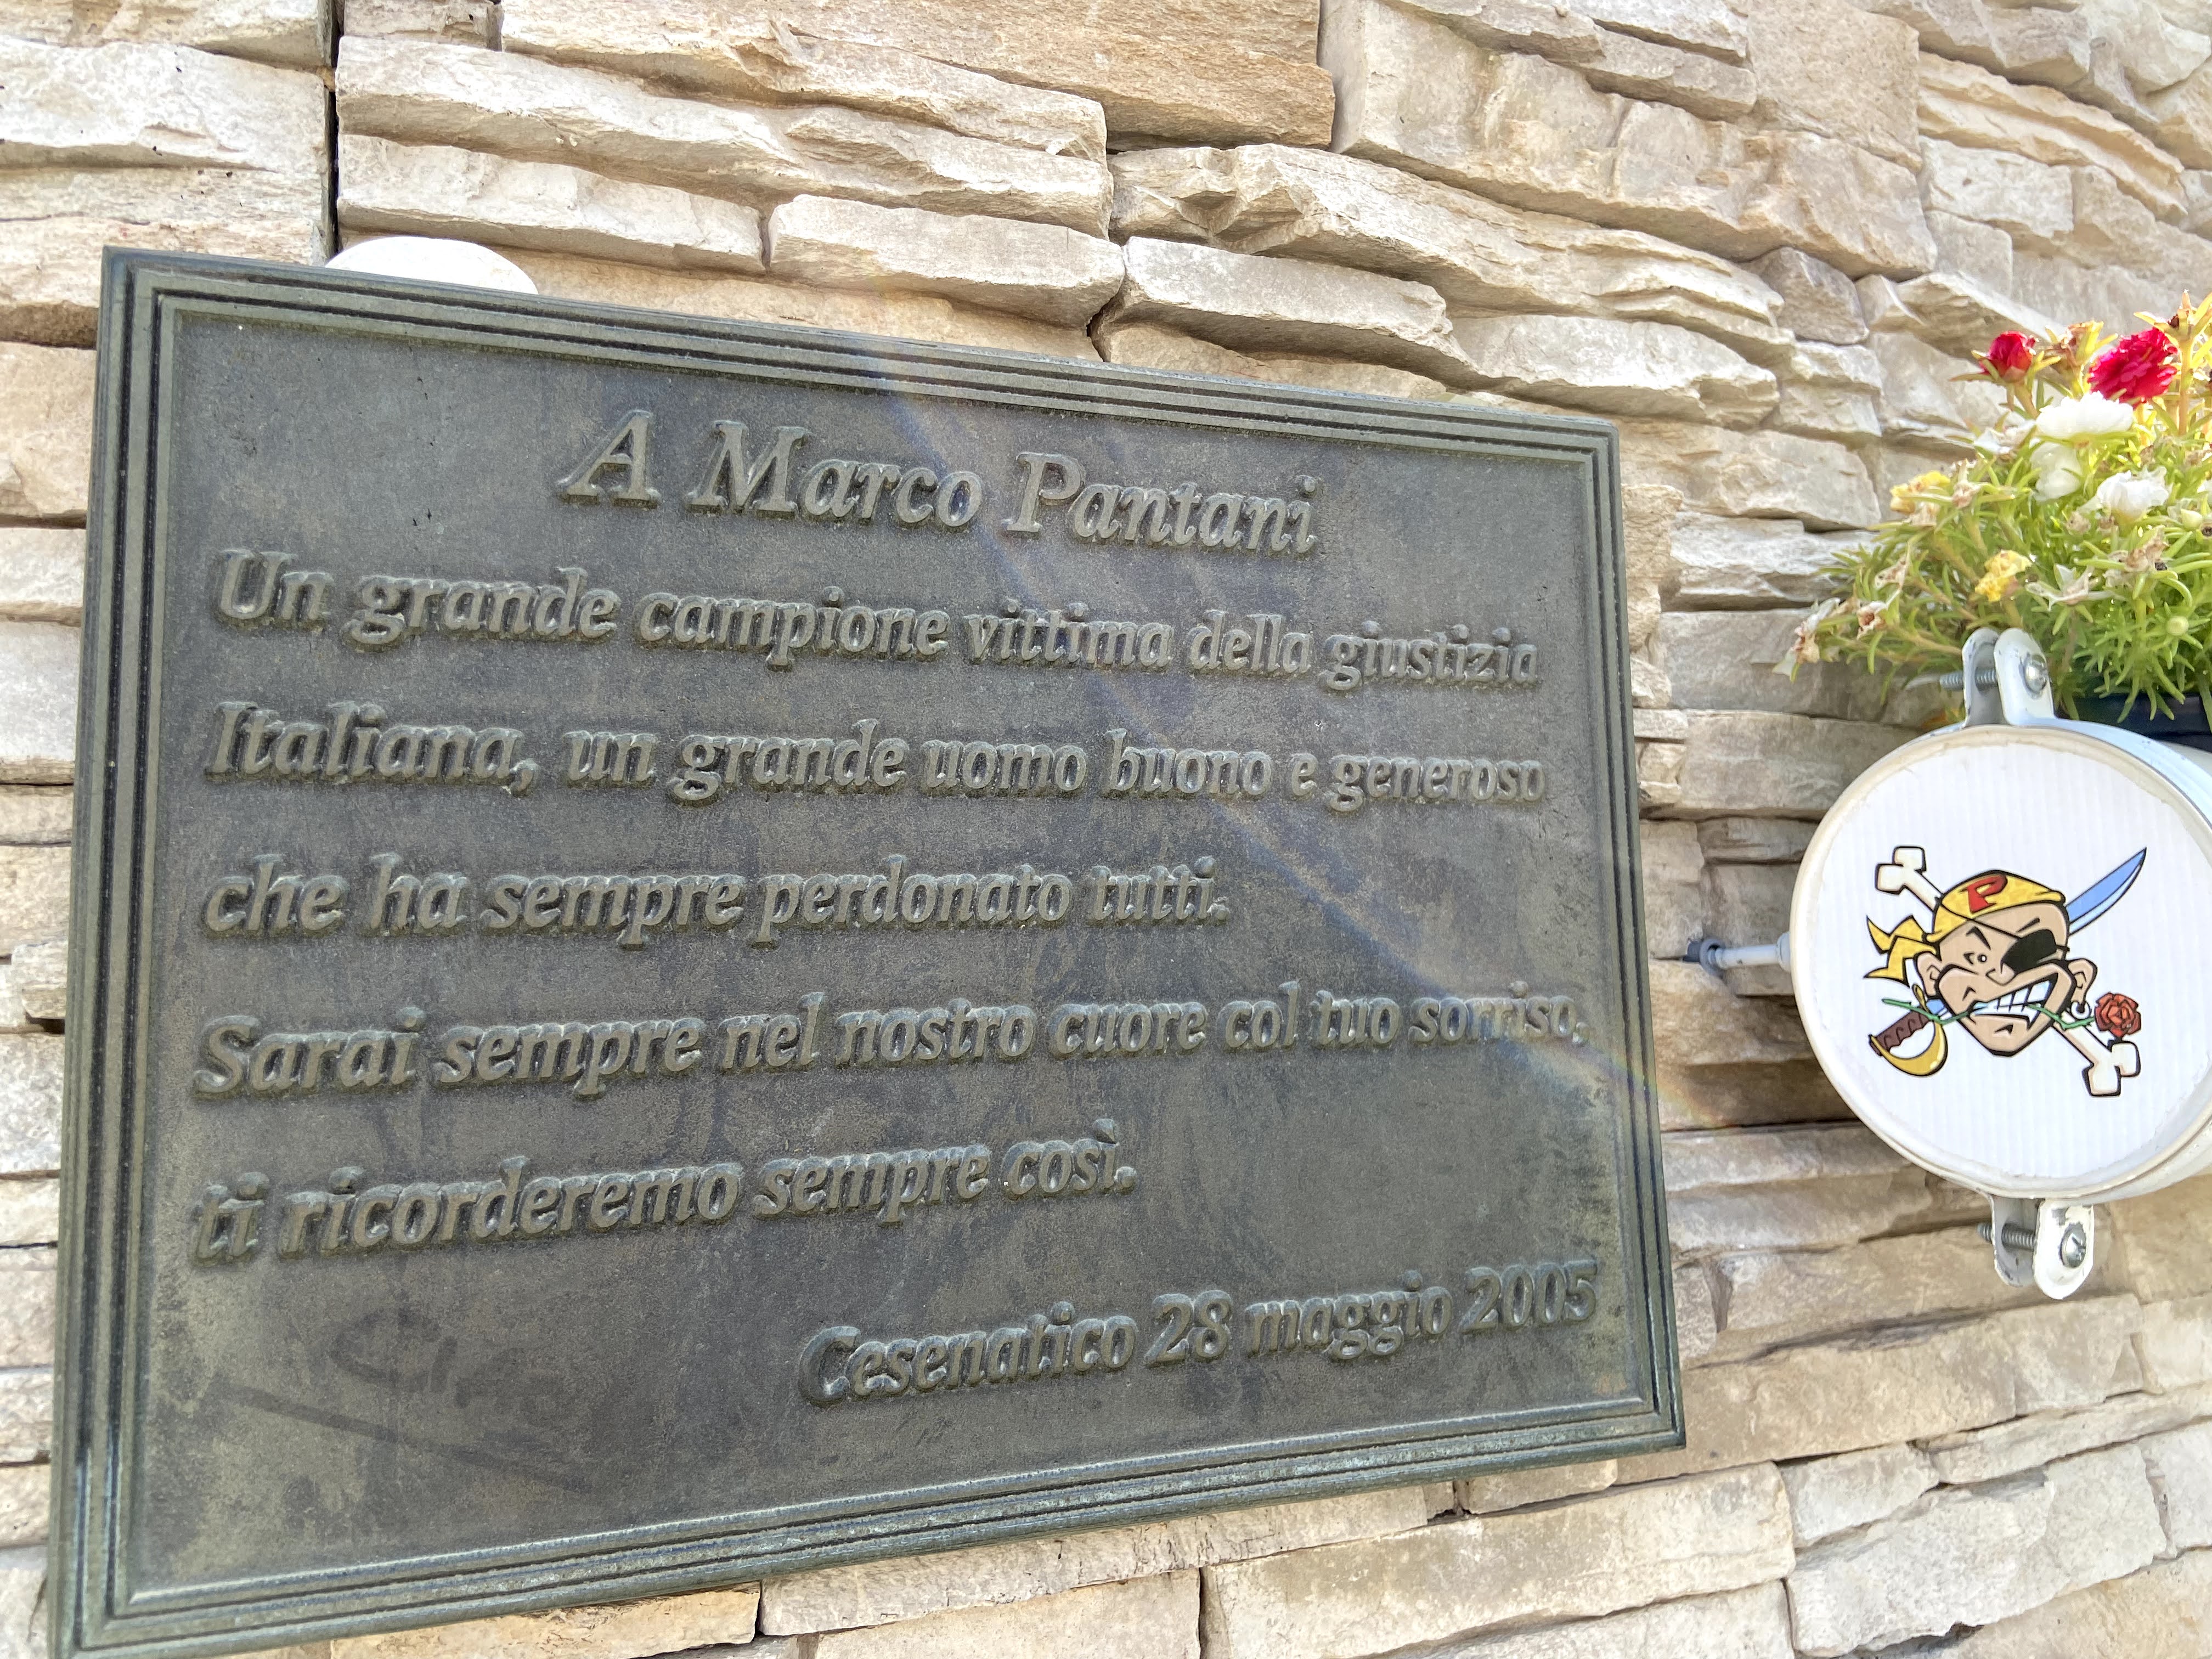 A Marco Pantani
Un grande campione vittima della giustizia
Italiana, un grande uomo buono e generoso
che ha sempre perdonato tutti.
Sarai sempre nel nostro cuore col tuo sorriso,
ti ricorderemo sempre così.
Cesenatico 28 maggio 2005
P